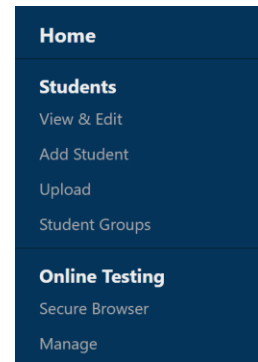 Home
Students
View & Edit
Add Student
Upload
Student Groups
Online Testing
Secure Browser
Manage